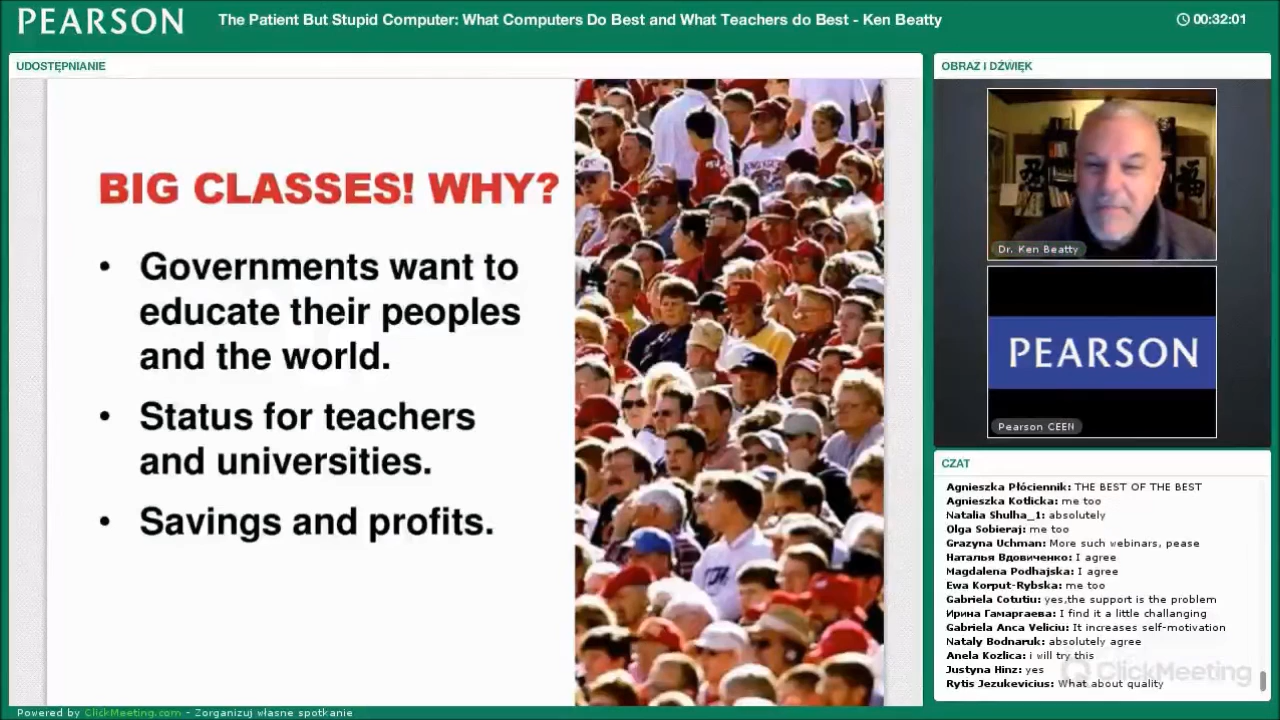 PEARSON
The Patient But Stupid Computer: What Computers Do Best and What Teachers do Best - Ken Beatty
00:32:01
UDOSTĘPNIANIE
BIG CLASSES! WHY?
• Governments want to
educate their peoples
and the world.
• Status for teachers
and universities.
• Savings and profits.
OBRAZ I DŹWIĘK
Dr. Ken Beatty
PEARSON
Pearson CEEN
CZAT
Agnieszka Płóciennik: THE BEST OF THE BEST
Agnieszka Kotlicka: me too
Natalia Shulha_1: absolutely
Olga Sobieraj: me too
Grazyna Uchman: More such webinars, pease
Наталья Вдовиченко: I agree
Magdalena Podhajska: I agree
Ewa Korput-Rybska: me too
Gabriela Cotutiu: yes,the support is the problem
Ирина Гамаргаева: I find it a little challanging
Gabriela Anca Veliciu: It increases self-motivation
Nataly Bodnaruk: absolutely agree
Anela Kozlica: i will try this
Justyna Hinz: yes
Rytis Jezukevicius: What about quality
ClickMeeting
Powered by ClickMeeting.com - Zorganizuj własne spotkanie